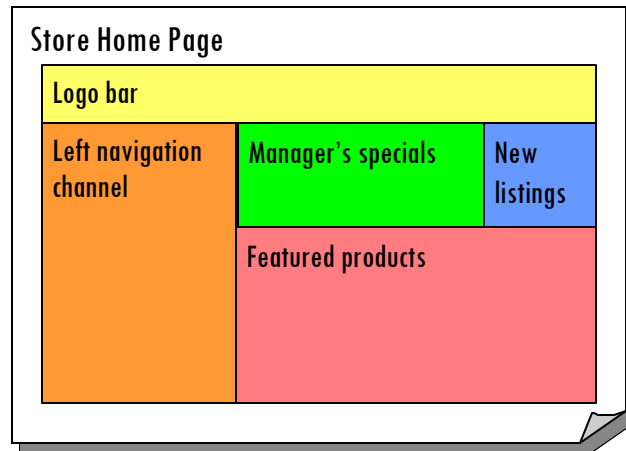 Store Home Page
Logo bar
Left navigation
channel
Manager's specials
New
listings
Featured products